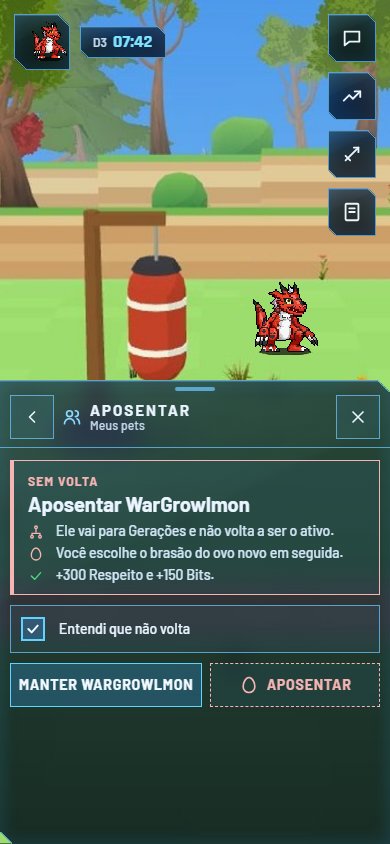 D3 07:42
APOSENTAR
Meus pets
SEM VOLTA
Aposentar WarGrowlmon
Ele vai para Gerações e não volta a ser o ativo.
Você escolhe o brasão do ovo novo em seguida.
+300 Respeito e +150 Bits.
Entendi que não volta
MANTER WARGROWLMON
APOSENTAR